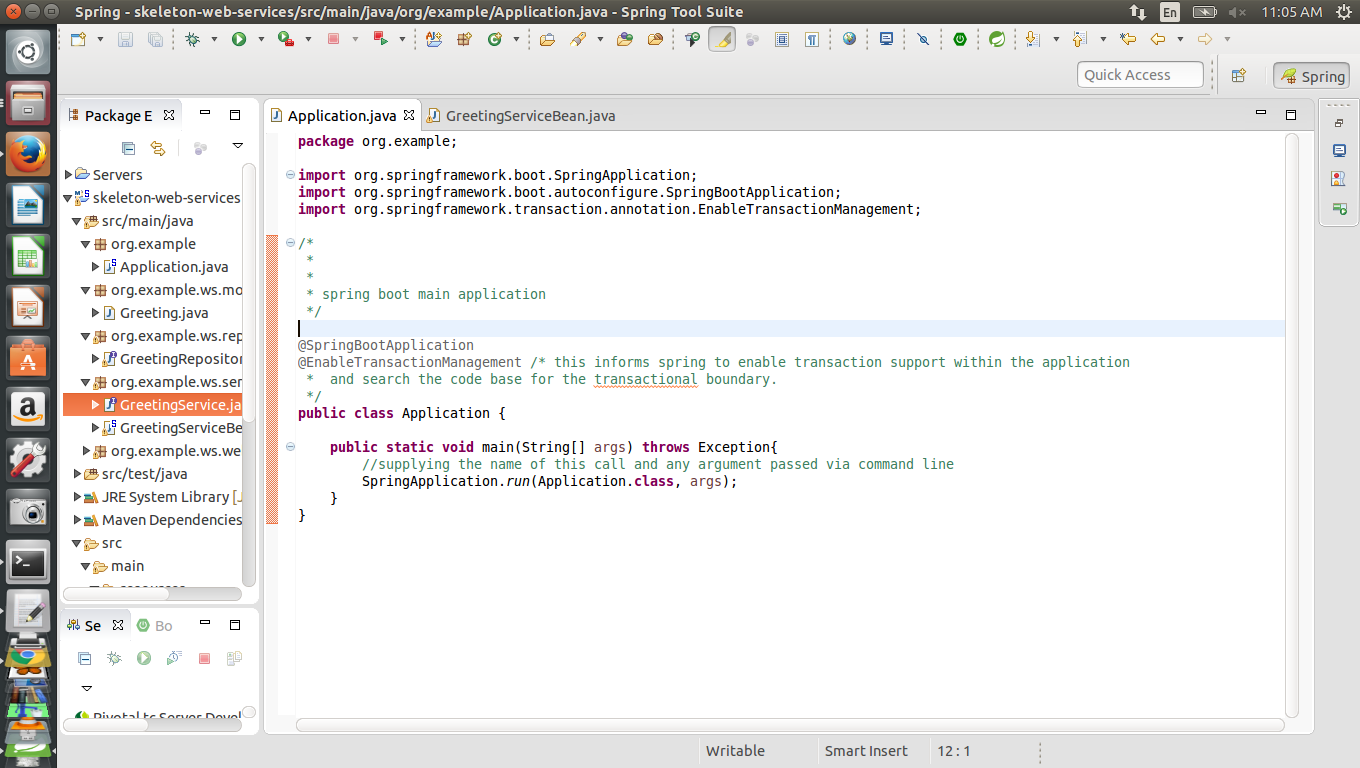 Spring - skeleton-web-services/src/main/java/org/example/Application.java - Spring Tool Suite
En
11:05 AM
Quick Access
Spring
Package E
Servers
skeleton-web-services
src/main/java
org.example
Application.java
org.example.ws.mo
Greeting.java
org.example.ws.rep
GreetingRepositor
org.example.ws.ser
GreetingService.ja
GreetingServiceBe
org.example.ws.we
src/test/java
JRE System Library [J
Maven Dependencies
src
main
resources
Se
Bo
Pivotal tc Server Devel
Application.java
GreetingServiceBean.java
package org.example;
import org.springframework.boot.SpringApplication;
import org.springframework.boot.autoconfigure.SpringBootApplication;
import org.springframework.transaction.annotation.EnableTransactionManagement;
/*
*
*
* spring boot main application
*/
@SpringBootApplication
@EnableTransactionManagement /* this informs spring to enable transaction support within the application
*  and search the code base for the transactional boundary.
*/
public class Application {
public static void main(String[] args) throws Exception{
//supplying the name of this call and any argument passed via command line
SpringApplication.run(Application.class, args);
}
}
Writable
Smart Insert
12 : 1